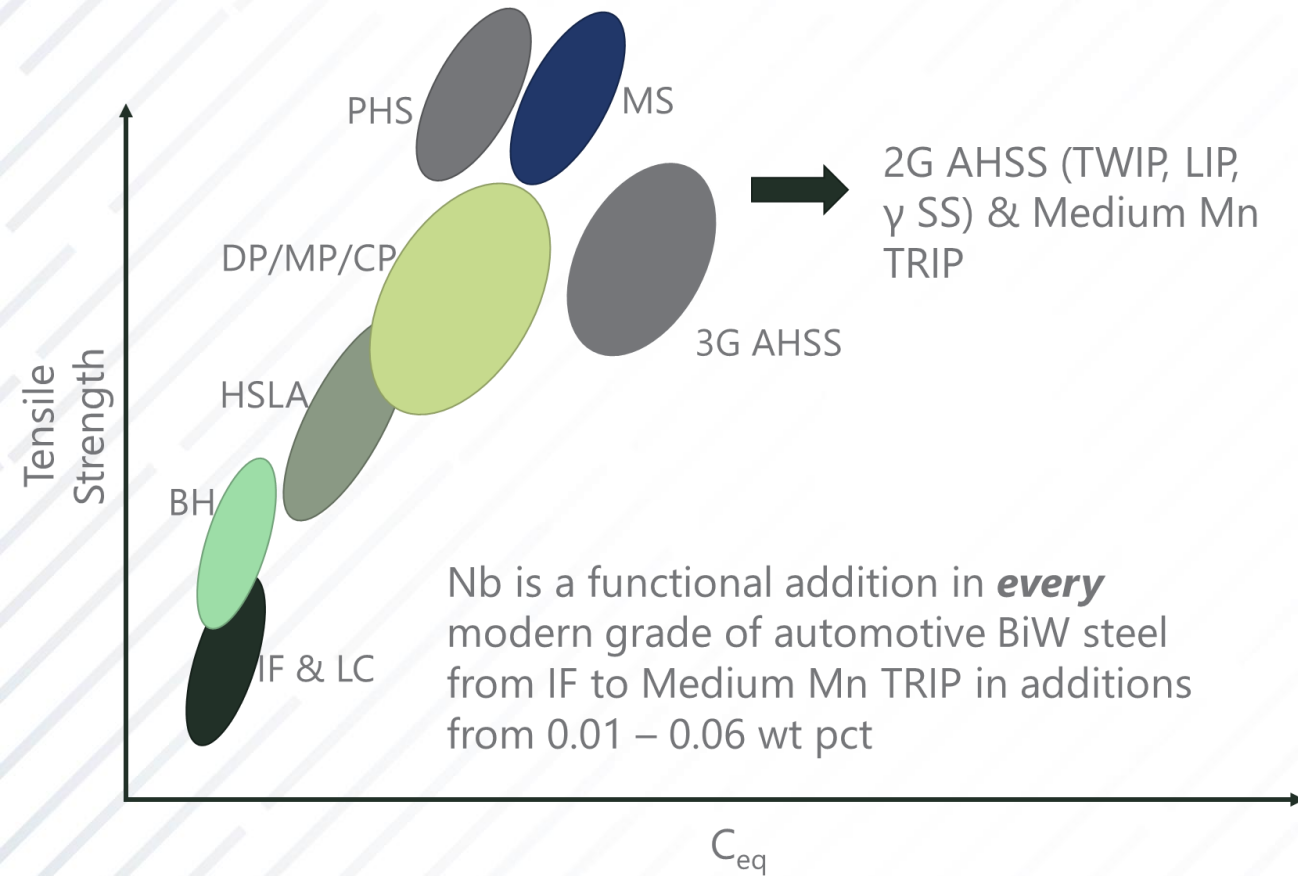 PHS
MS
2G AHSS (TWIP, LIP,
γ SS) & Medium Mn
TRIP
DP/MP/CP
3G AHSS
HSLA
Tensile
Strength
BH
Nb is a functional addition in every
modern grade of automotive BiW steel
IF & LC
from IF to Medium Mn TRIP in additions
from 0.01 – 0.06 wt pct
Ceq